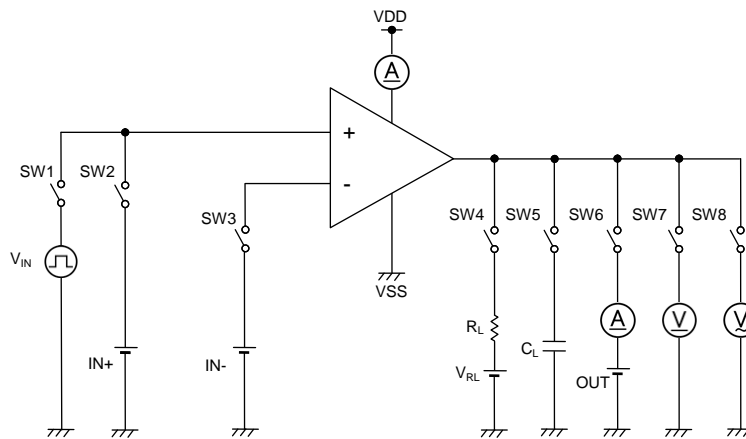 VDD
A
+
-
SW1
SW2
SW3
SW4
SW5
SW6
SW7
SW8
VIN
VSS
A
V
V
RL
CL
VRL
OUT
IN+
IN-